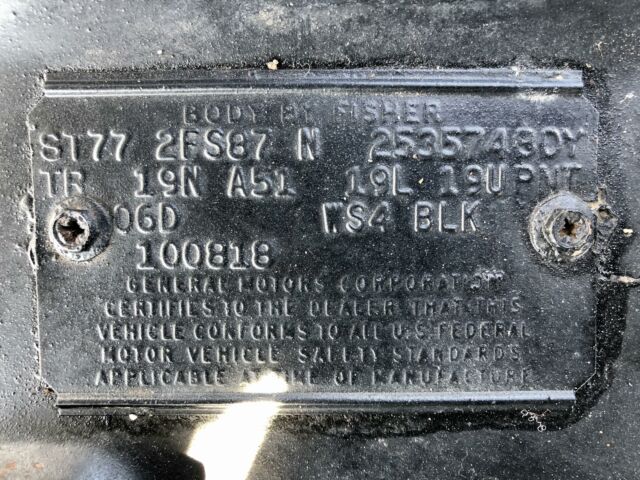 BODY BY FISHER
ST77 2FS87 N 253574 BDY
TR 19N A51 19L 19U PNT
06D WS4 BLK
100818
GENERAL MOTORS CORPORATION
CERTIFIES TO THE DEALER THAT THIS
VEHICLE CONFORMS TO ALL U.S FEDERAL
MOTOR VEHICLE SAFETY STANDARDS
APPLICABLE AT TIME OF MANUFACTURE